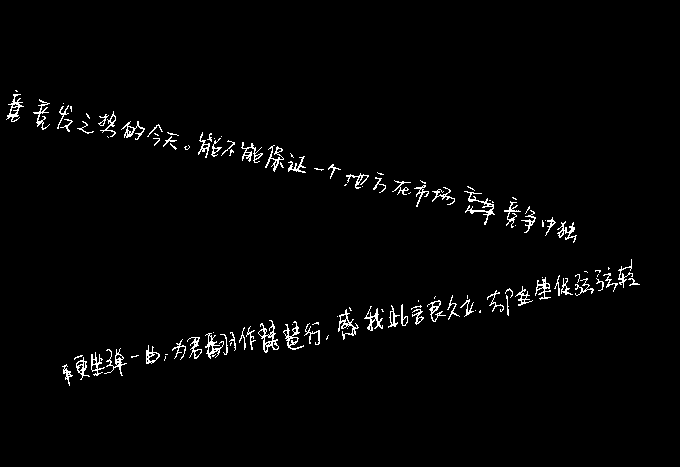 竞发之势的今天。能不能保证一个地方在市场竞争中独
更坐弹一曲,为君翻作琵琶行.感我此言良久立.却坐坐促弦弦转